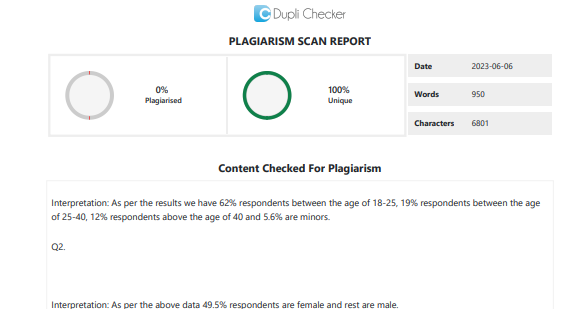 Dupli Checker
PLAGIARISM SCAN REPORT
0%
Plagiarised
100%
Unique
Date 2023-06-06
Words 950
Characters 6801
Content Checked For Plagiarism
Interpretation: As per the results we have 62% respondents between the age of 18-25, 19% respondents between the age
of 25-40, 12% respondents above the age of 40 and 5.6% are minors.
Q2.
Interpretation: As per the above data 49.5% respondents are female and rest are male.